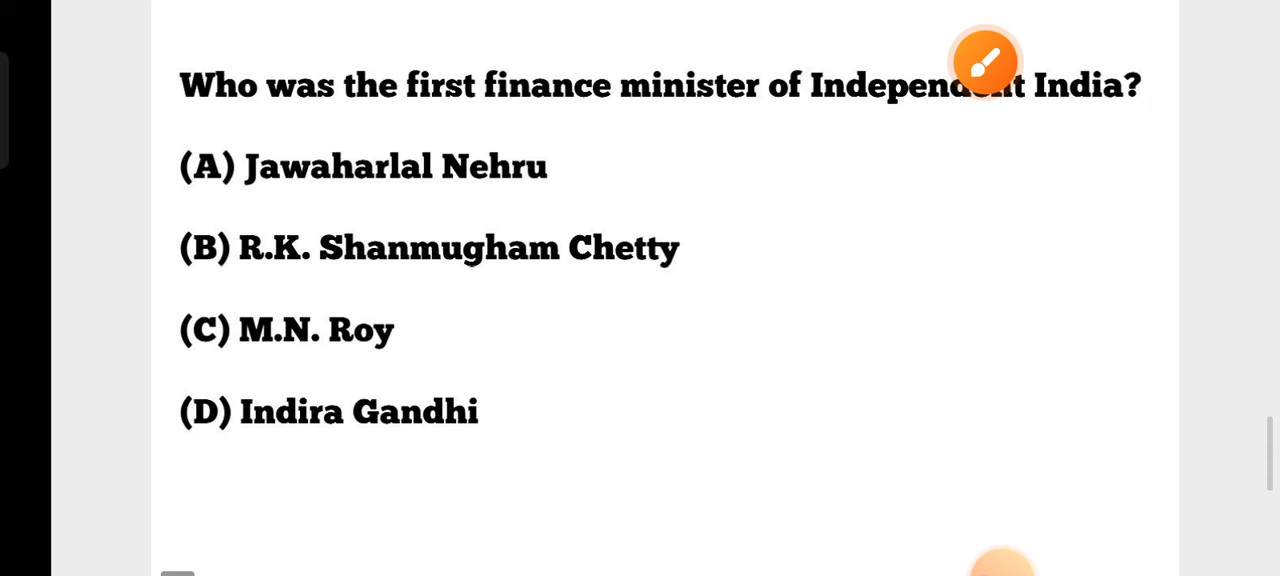 Who was the first finance minister of Independent India?
(A) Jawaharlal Nehru
(B) R.K. Shanmugham Chetty
(C) M.N. Roy
(D) Indira Gandhi